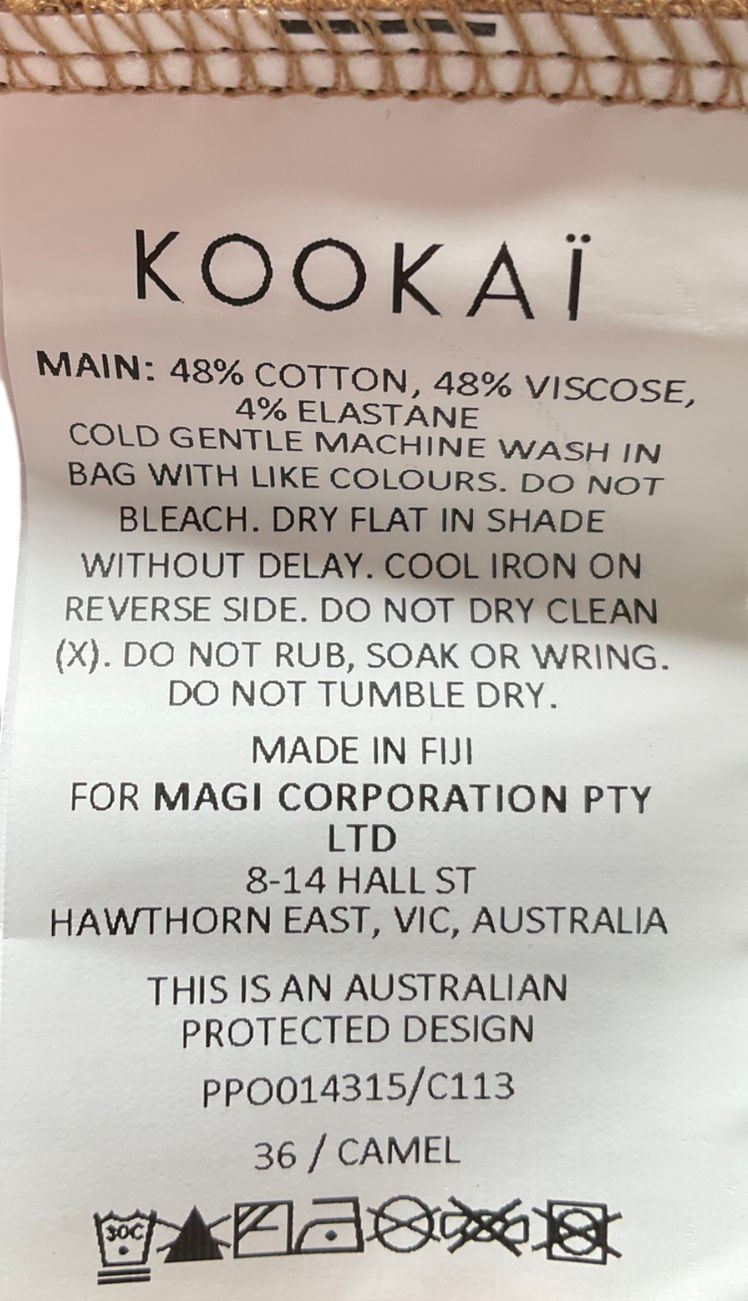 KOOKAÏ
MAIN: 48% COTTON, 48% VISCOSE,
4% ELASTANE
COLD GENTLE MACHINE WASH IN
BAG WITH LIKE COLOURS. DO NOT
BLEACH. DRY FLAT IN SHADE
WITHOUT DELAY. COOL IRON ON
REVERSE SIDE. DO NOT DRY CLEAN
(X). DO NOT RUB, SOAK OR WRING.
DO NOT TUMBLE DRY.
MADE IN FIJI
FOR MAGI CORPORATION PTY
LTD
8-14 HALL ST
HAWTHORN EAST, VIC, AUSTRALIA
THIS IS AN AUSTRALIAN
PROTECTED DESIGN
PPO014315/C113
36 / CAMEL
30C